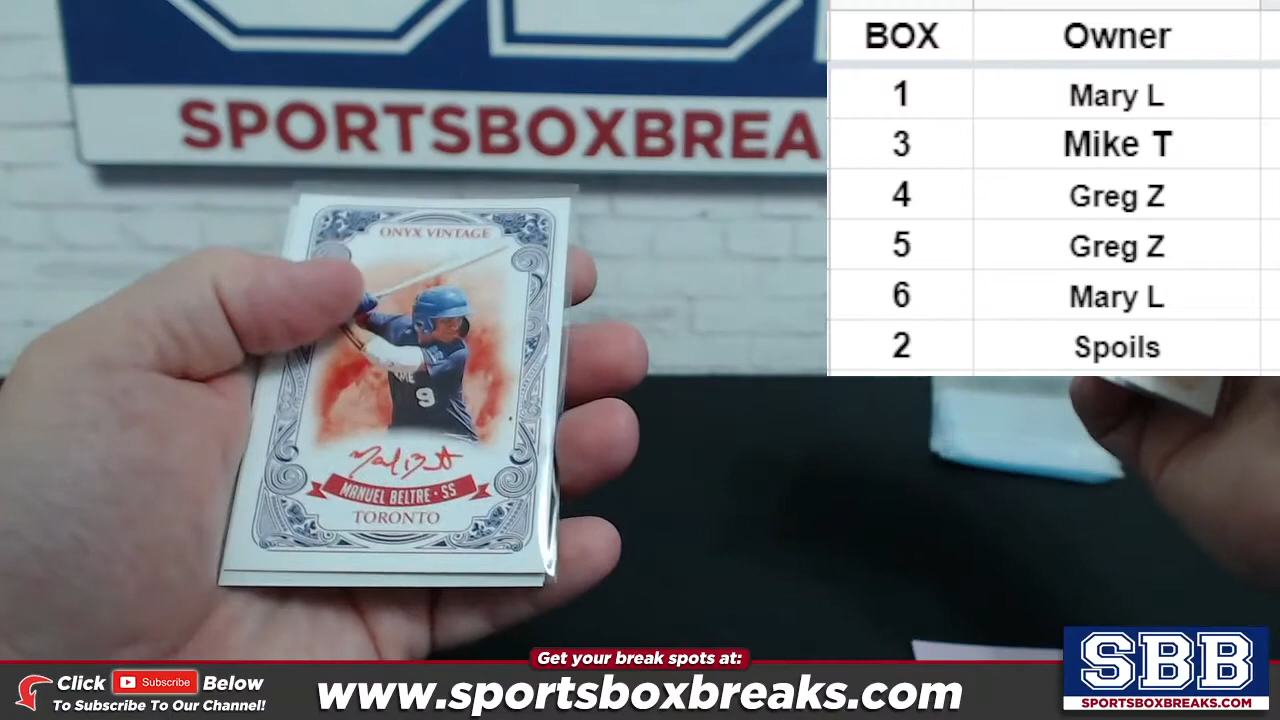 SPORTSBOXBREA
BOX Owner
1 Mary L
3 Mike T
4 Greg Z
5 Greg Z
6 Mary L
2 Spoils
ONYX VINTAGE
9
MANUEL BELTRE • SS
TORONTO
Get your break spots at:
Click Subscribe Below
To Subscribe To Our Channel!
www.sportsboxbreaks.com
SBB
SPORTSBOXBREAKS.COM